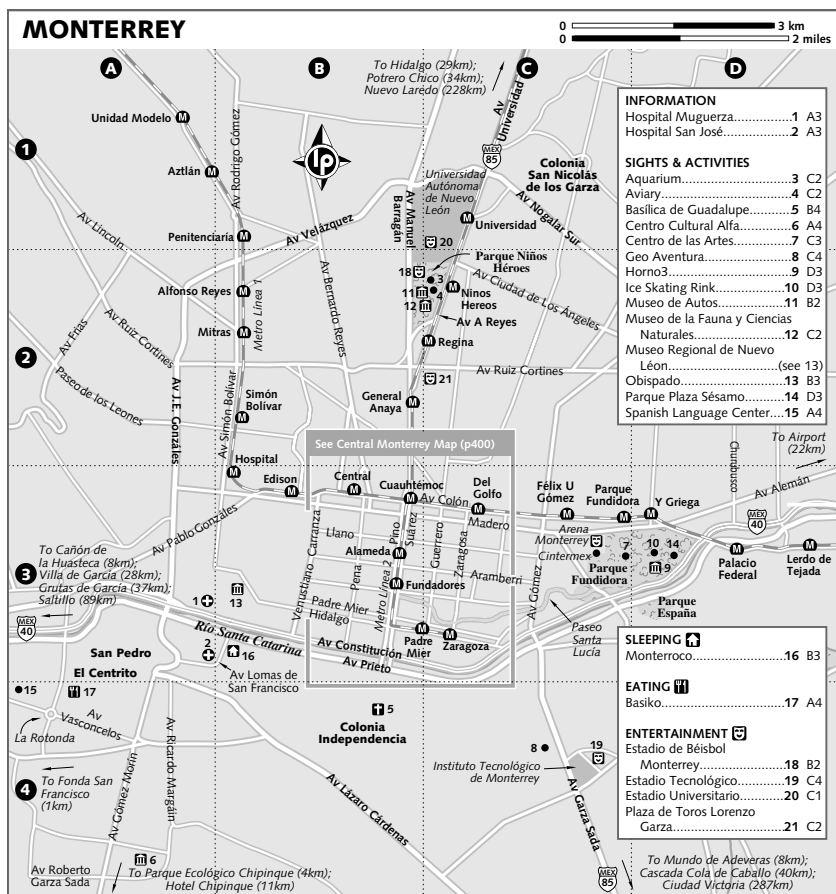 MONTERREY
0 3 km
0 2 miles
A
B
C
D
1
2
3
4
lp
To Hidalgo (29km);
Potrero Chico (34km);
Nuevo Laredo (228km)
Av Universidad
MEX
85
Unidad Modelo
Aztlán
Av Rodrigo Gómez
Av Lincoln
Penitenciaría
Av Velázquez
Universidad
Autónoma
de Nuevo
León
Av Manuel
Barragán
Colonia
San Nicolás
de los Garza
Universidad
Av Nogalar Sur
20
Parque Niños
Héroes
18
3
11
4
12
Ninos
Hereos
Av Ciudad de Los Ángeles
Av A Reyes
Alfonso Reyes
Metro Línea 1
Av Bernardo Reyes
Mitras
Av Frías
Av Ruiz Cortines
Regina
Av Ruiz Cortines
21
General
Anaya
Paseo de los Leones
Av J.E. Gonzáles
Av Simón Bolívar
Simón
Bolívar
See Central Monterrey Map (p400)
Hospital
Edison
Central
Cuauhtémoc
Av Colón
Del
Golfo
Félix U
Gómez
Parque
Fundidora
Y Griega
Churubusco
To Airport
(22km)
Av Alemán
MEX
40
Madero
Arena
Monterrey
Cintermex
7
10
14
9
Parque
Fundidora
Palacio
Federal
Lerdo de
Tejada
Parque
España
Av Pablo Gonzáles
Venustiano Carranza
Llano
Pena
Pino
Suárez
Guerrero
Zaragosa
Alameda
Aramberri
Av Gómez
Metro Línea 2
Fundadores
Padre Mier
Hidalgo
Padre
Mier
Zaragoza
Paseo
Santa
Lucía
To Cañón de
la Huasteca (8km);
Villa de García (28km);
Grutas de García (37km);
Saltillo (89km)
MEX
40
1
13
Río Santa Catarina
Av Constitución
Av Prieto
2
16
Av Lomas de
San Francisco
San Pedro
El Centrito
15
17
Av
Vasconcelos
La Rotonda
5
Colonia
Independencia
8
19
Instituto Tecnológico
de Monterrey
To Fonda San
Francisco
(1km)
Av Gómez Morín
Av Ricardo Margáin
Av Lázaro Cárdenas
Av Garza Sada
Av Roberto
Garza Sada
6
To Parque Ecológico Chipinque (4km);
Hotel Chipinque (11km)
MEX
85
To Mundo de Adeveras (8km);
Cascada Cola de Caballo (40km);
Ciudad Victoria (287km)
INFORMATION
Hospital Muguerza..............1 A3
Hospital San José................2 A3
SIGHTS & ACTIVITIES
Aquarium..........................3 C2
Aviary..............................4 C2
Basílica de Guadalupe.........5 B4
Centro Cultural Alfa............6 A4
Centro de las Artes.............7 C3
Geo Aventura....................8 C4
Horno3.............................9 D3
Ice Skating Rink................10 D3
Museo de Autos................11 B2
Museo de la Fauna y Ciencias
Naturales.......................12 C2
Museo Regional de Nuevo
Léon..........................(see 13)
Obispado.........................13 B3
Parque Plaza Sésamo........14 D3
Spanish Language Center....15 A4
SLEEPING
Monterroco.......................16 B3
EATING
Basiko.............................17 A4
ENTERTAINMENT
Estadio de Béisbol
Monterrey......................18 B2
Estadio Tecnológico...........19 C4
Estadio Universitario..........20 C1
Plaza de Toros Lorenzo
Garza............................21 C2